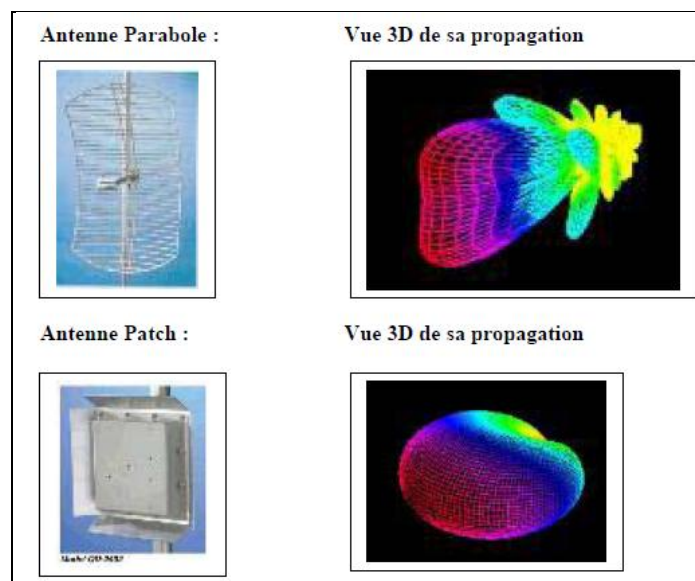 Antenne Parabole :
Vue 3D de sa propagation
Antenne Patch :
Vue 3D de sa propagation